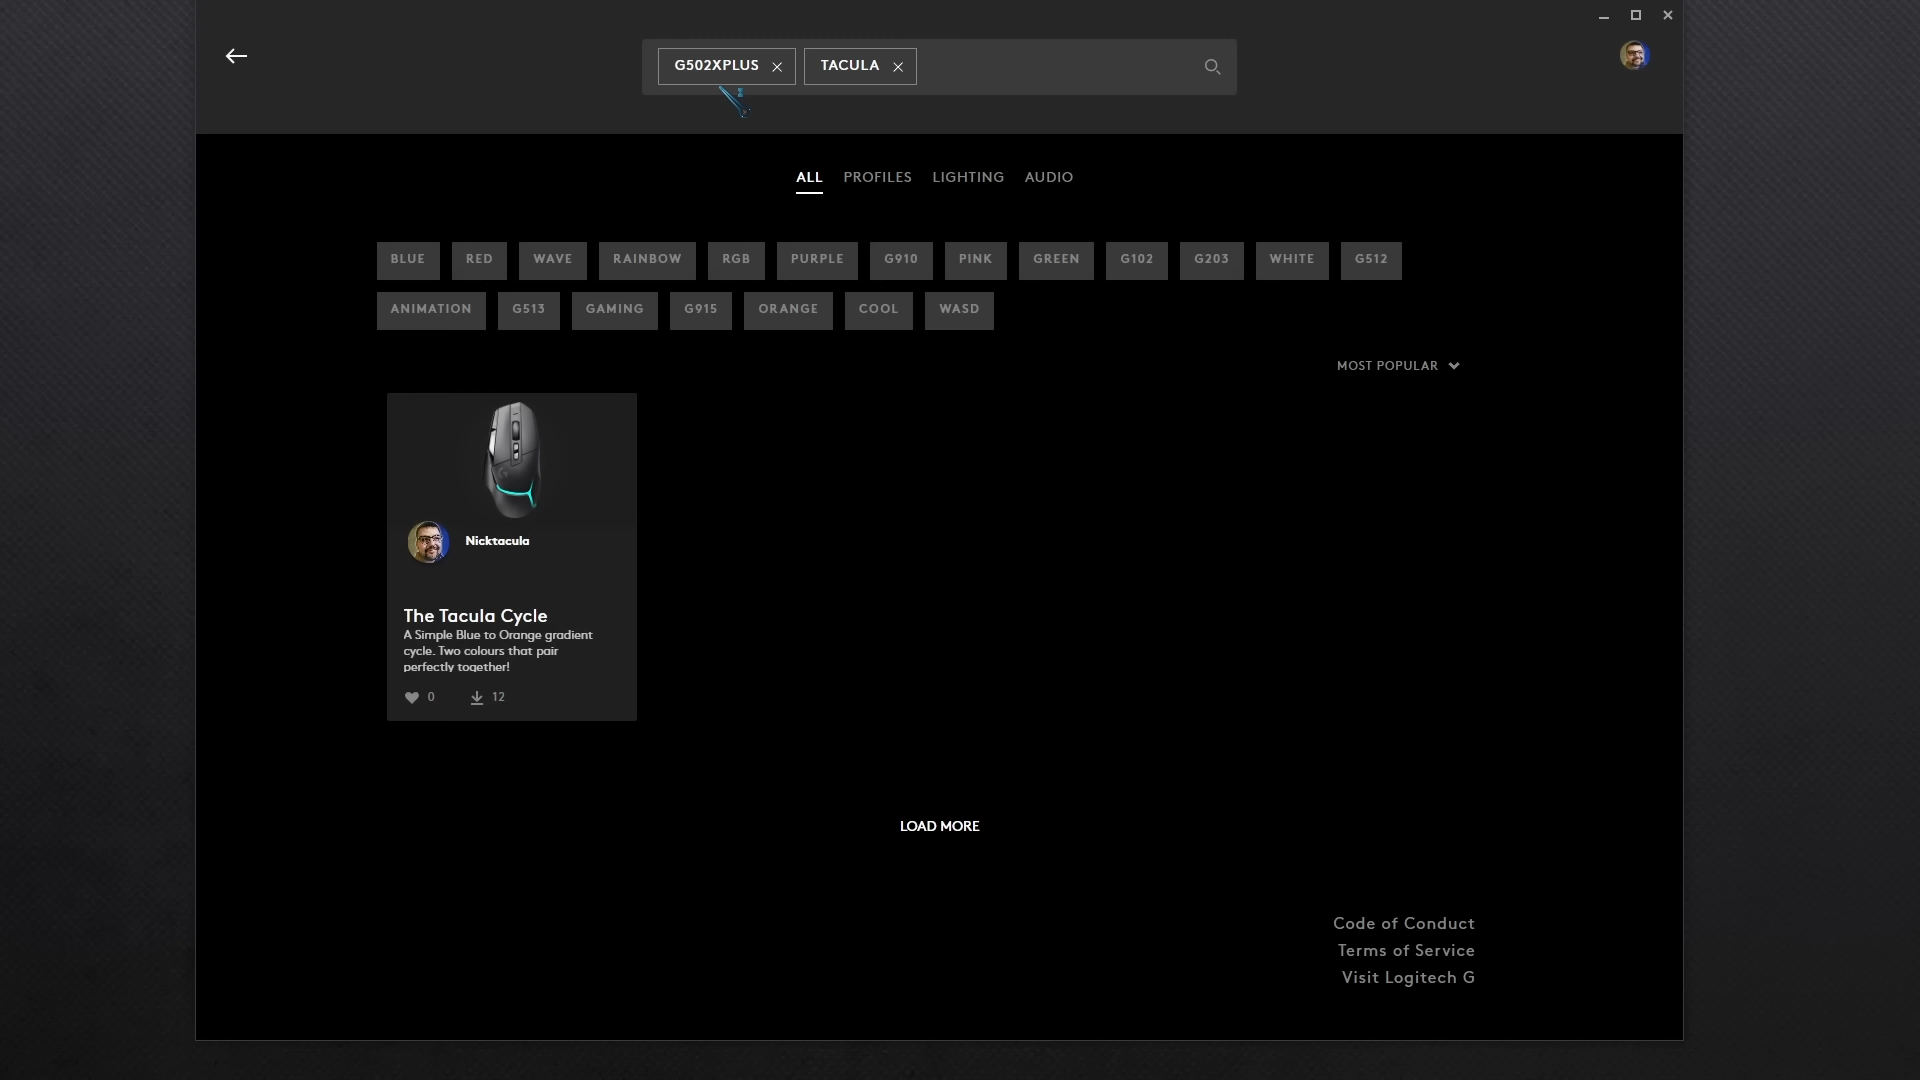 G502XPLUS TACULA
ALL PROFILES LIGHTING AUDIO
BLUE RED WAVE RAINBOW RGB PURPLE G910 PINK GREEN G102 G203 WHITE G512
ANIMATION G513 GAMING G915 ORANGE COOL WASD
MOST POPULAR
Nicktacula
The Tacula Cycle
A Simple Blue to Orange gradient
cycle. Two colours that pair
perfectly together!
0 12
LOAD MORE
Code of Conduct
Terms of Service
Visit Logitech G